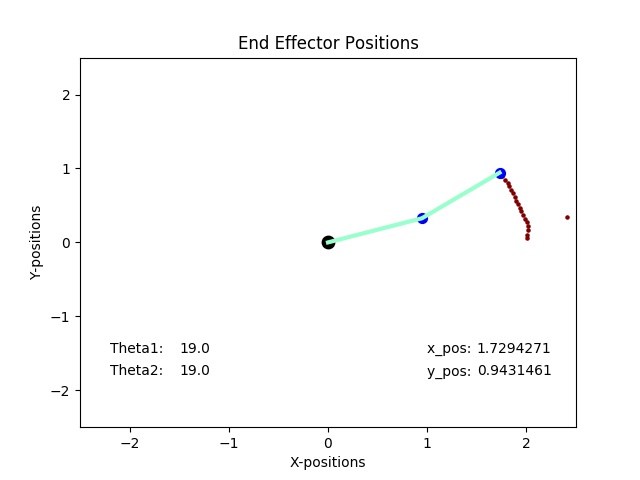 End Effector Positions
Y-positions
2
1
0
−1
−2
Theta1: 19.0 x_pos: 1.7294271
Theta2: 19.0 y_pos: 0.9431461
−2 −1 0 1 2
X-positions